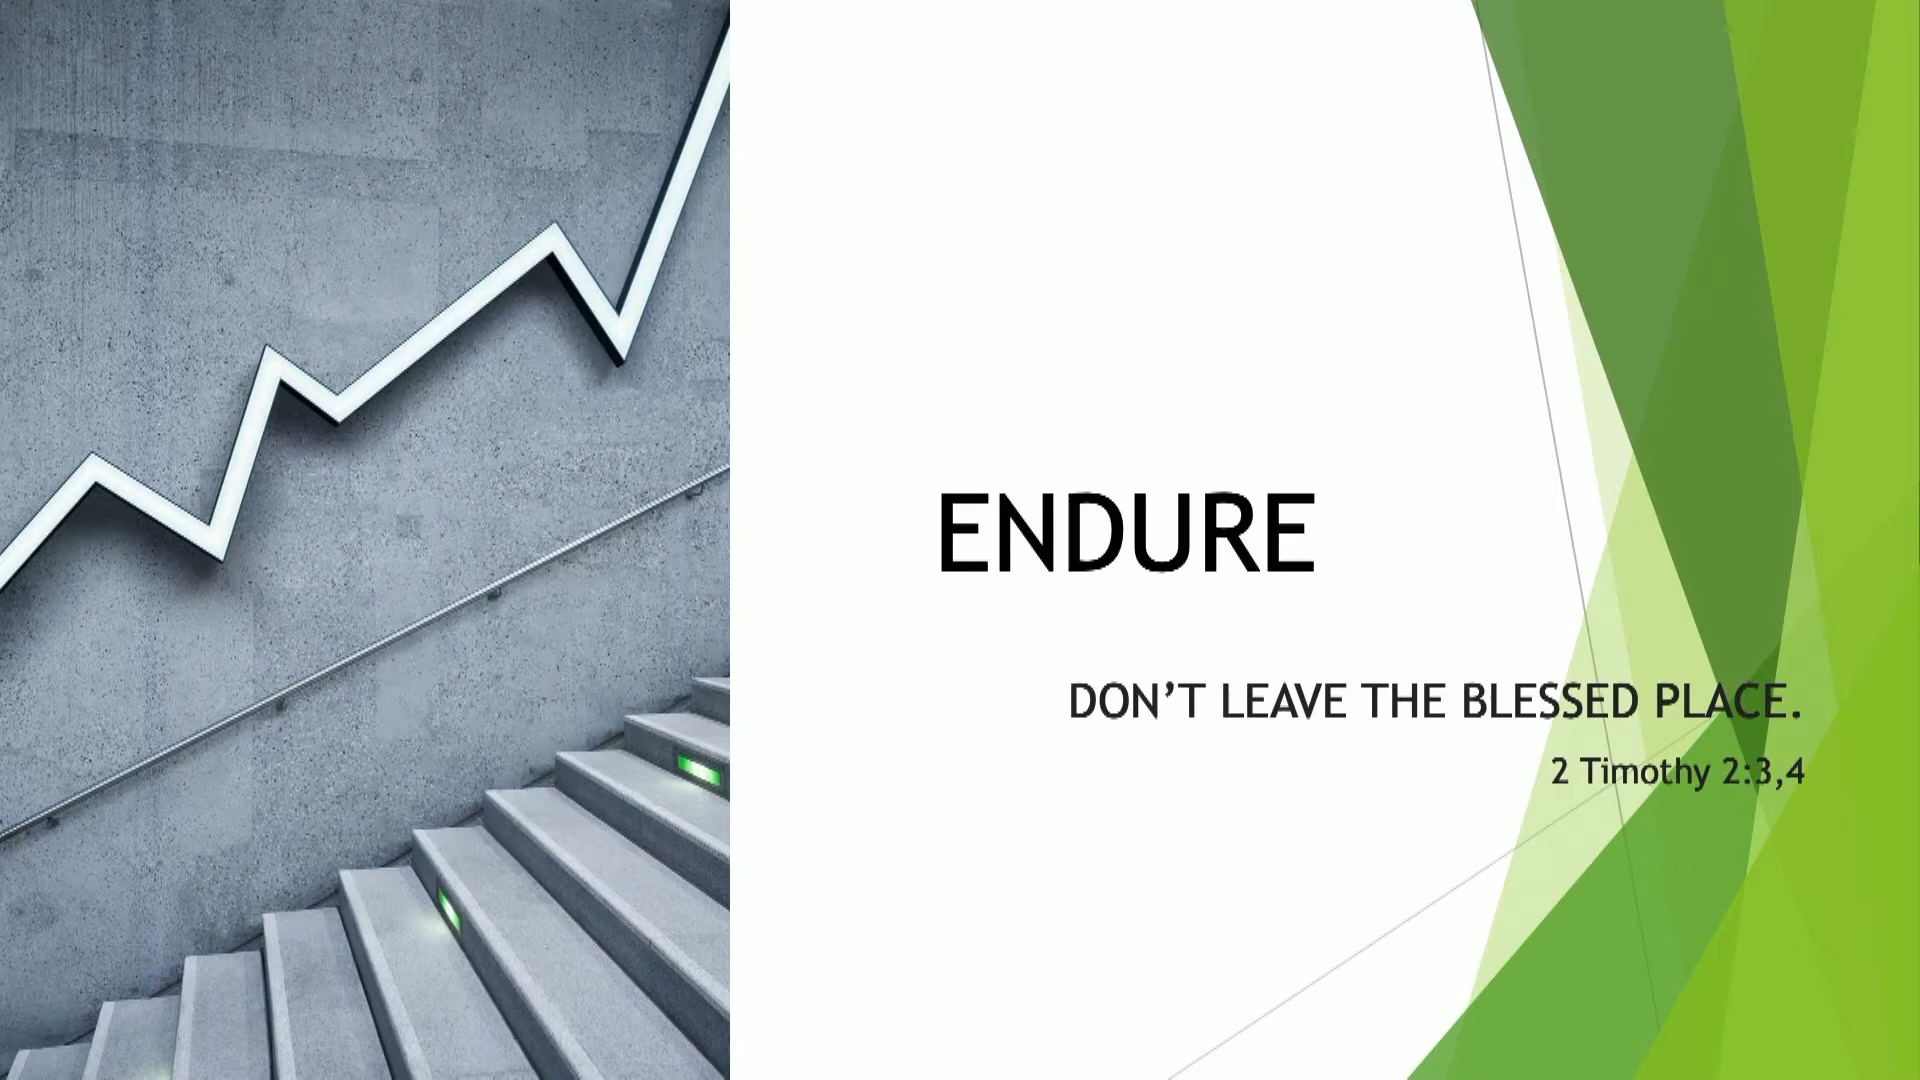 ENDURE
DON’T LEAVE THE BLESSED PLACE.
2 Timothy 2:3,4